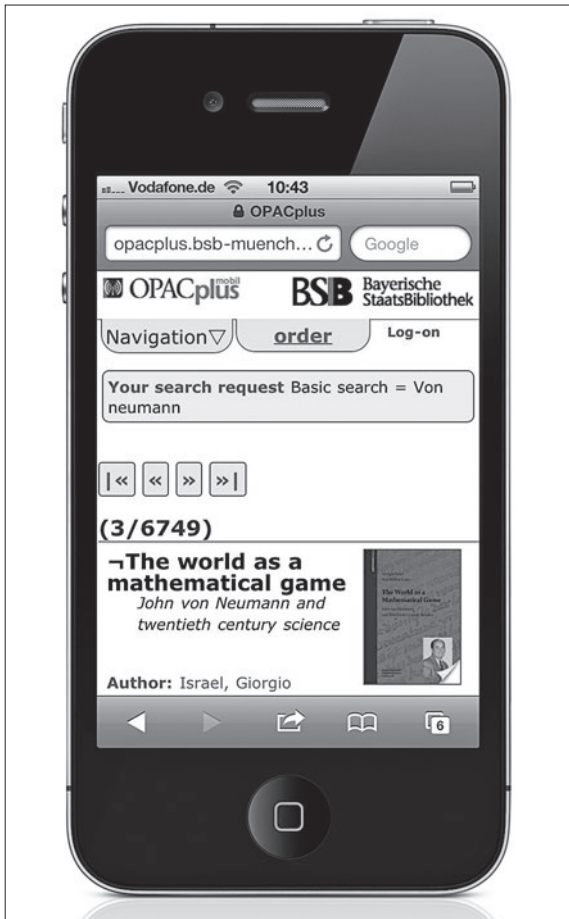 Vodafone.de 10:43
OPACplus
opacplus.bsb-muench... Google
OPACplus mobil BSB Bayerische
StaatsBibliothek
Navigation▽ order Log-on
Your search request Basic search = Von
neumann
|« « » »|
(3/6749)
¬The world as a
mathematical game
John von Neumann and
twentieth century science
The World as a
Mathematical Game
Author: Israel, Giorgio
6